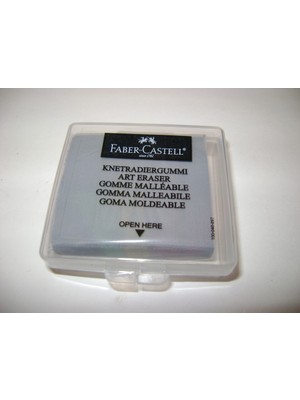 FABER-CASTELL
since 1761
KNETRADIERGUMMI
ART ERASER
GOMME MALLÉABLE
GOMMA MALLEABILE
GOMA MOLDEABLE
OPEN HERE